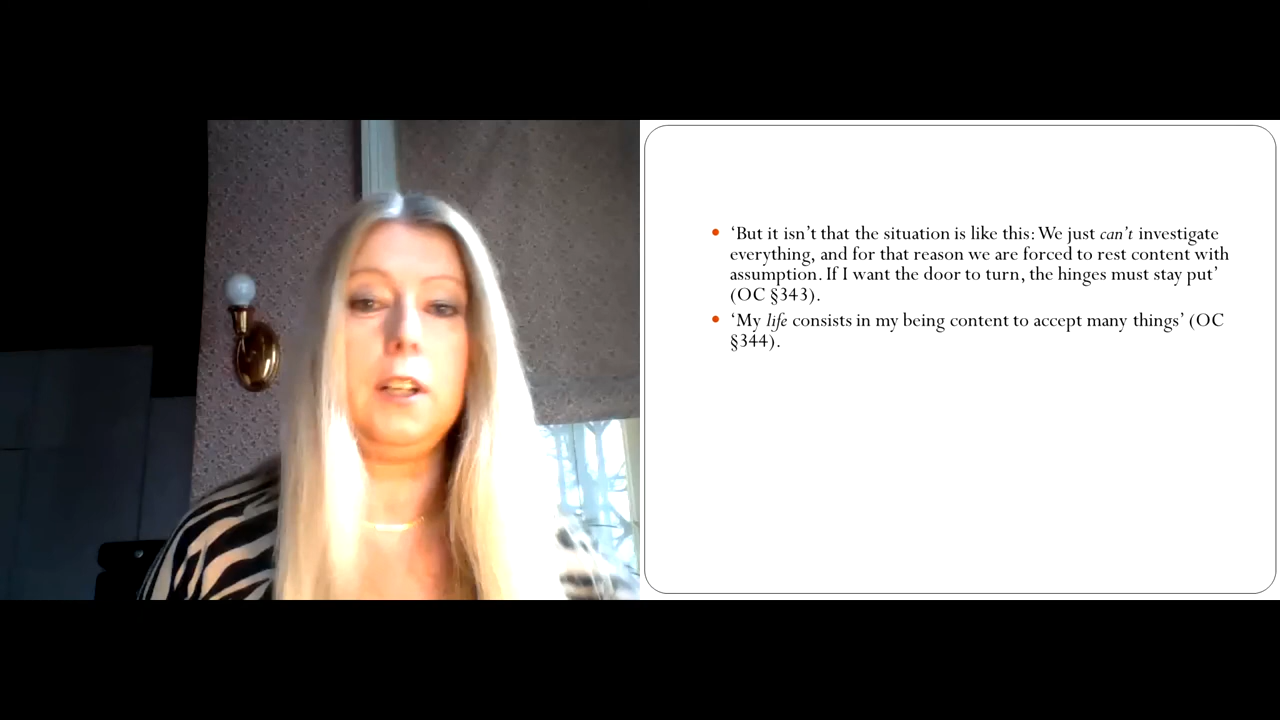 ‘But it isn’t that the situation is like this: We just can’t investigate
everything, and for that reason we are forced to rest content with
assumption. If I want the door to turn, the hinges must stay put’
(OC §343).
‘My life consists in my being content to accept many things’ (OC
§344).